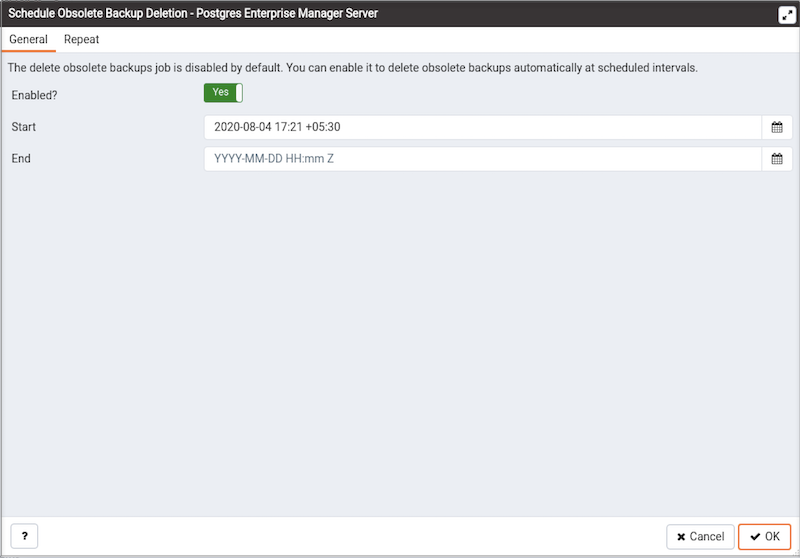 Schedule Obsolete Backup Deletion - Postgres Enterprise Manager Server
General Repeat
The delete obsolete backups job is disabled by default. You can enable it to delete obsolete backups automatically at scheduled intervals.
Enabled? Yes
Start 2020-08-04 17:21 +05:30
End YYYY-MM-DD HH:mm Z
? Cancel OK